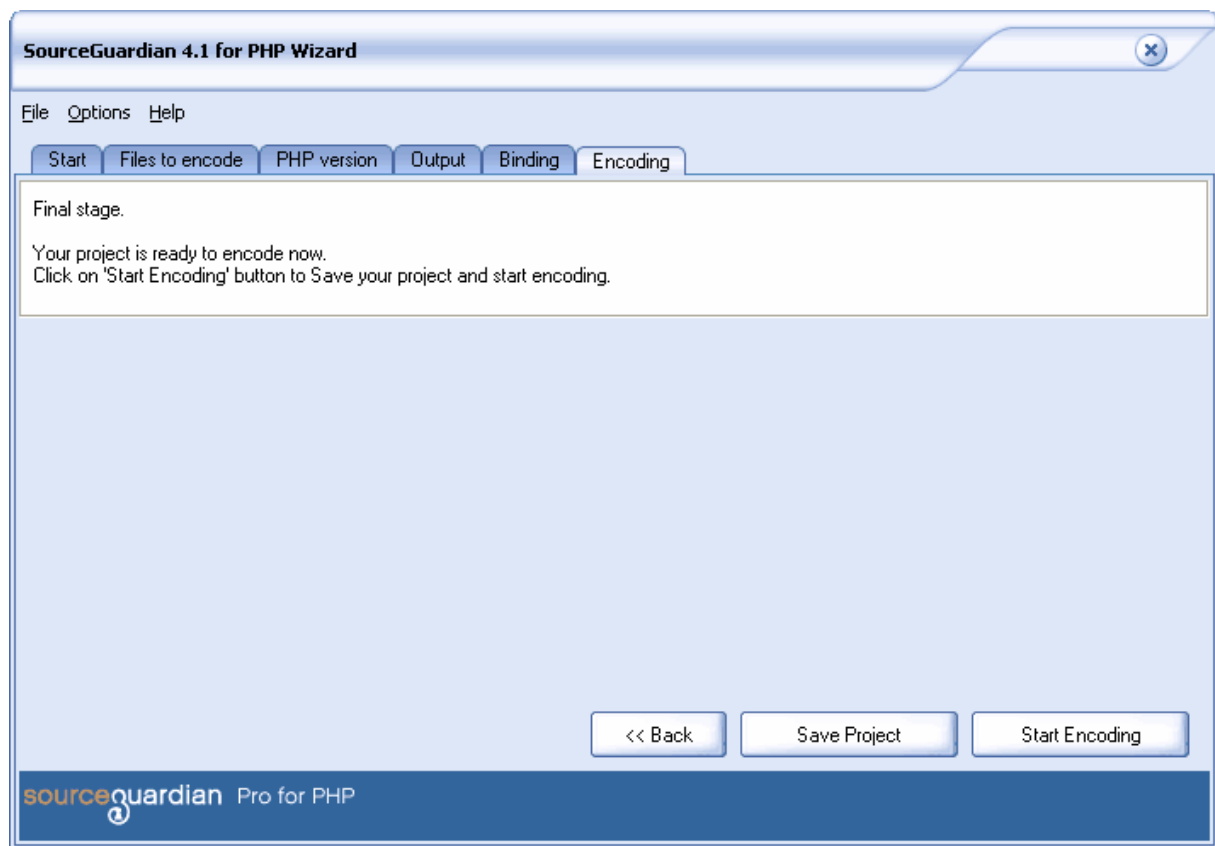 SourceGuardian 4.1 for PHP Wizard
File Options Help
Start Files to encode PHP version Output Binding Encoding
Final stage.
Your project is ready to encode now.
Click on 'Start Encoding' button to Save your project and start encoding.
<< Back Save Project Start Encoding
sourceguardian Pro for PHP